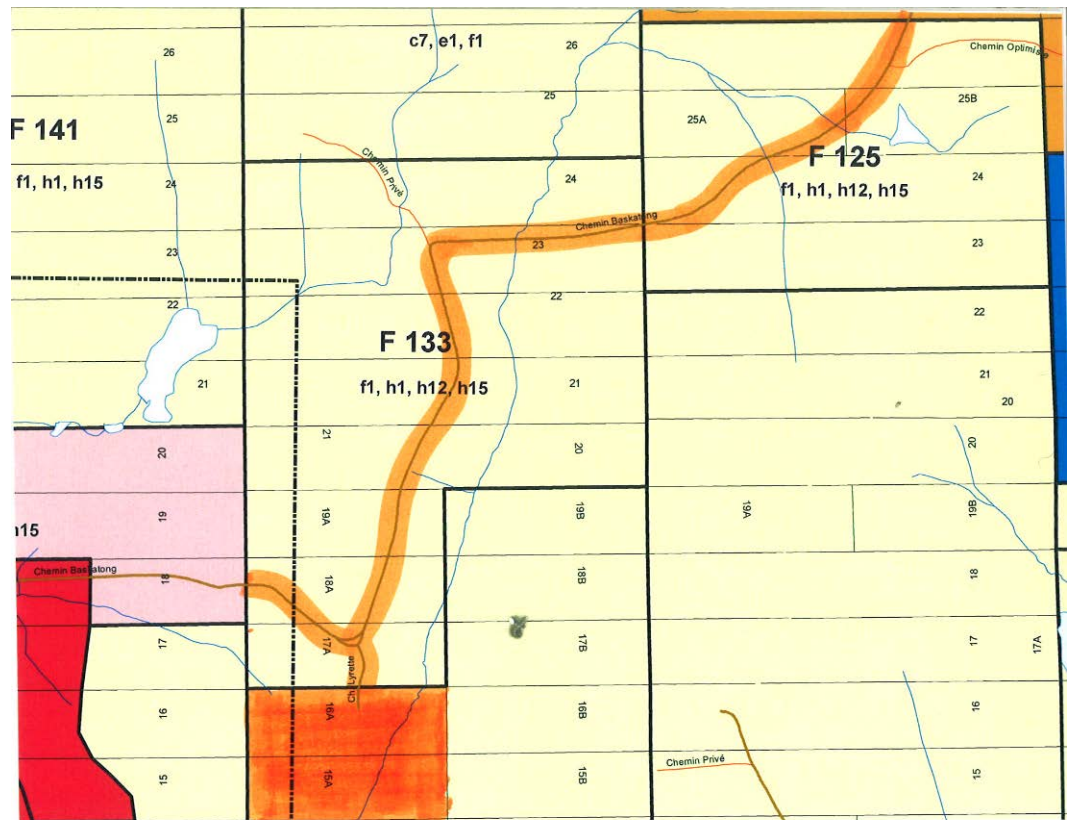 c7, e1, f1
26
26
Chemin Optimiste
25
25
25A
25B
F 141
f1, h1, h15
24
Chemin Privé
24
F 125
f1, h1, h12, h15
24
Chemin Baskatong
23
23
23
22
22
22
F 133
f1, h1, h12, h15
21
21
21
20
21
20
20
20
19
19A
19B
19A
19B
h15
Chemin Baskatong
18
18A
18B
18
17
17A
17B
17
17A
Ch Lyrette
16
16A
16B
16
15
15A
15B
Chemin Privé
15